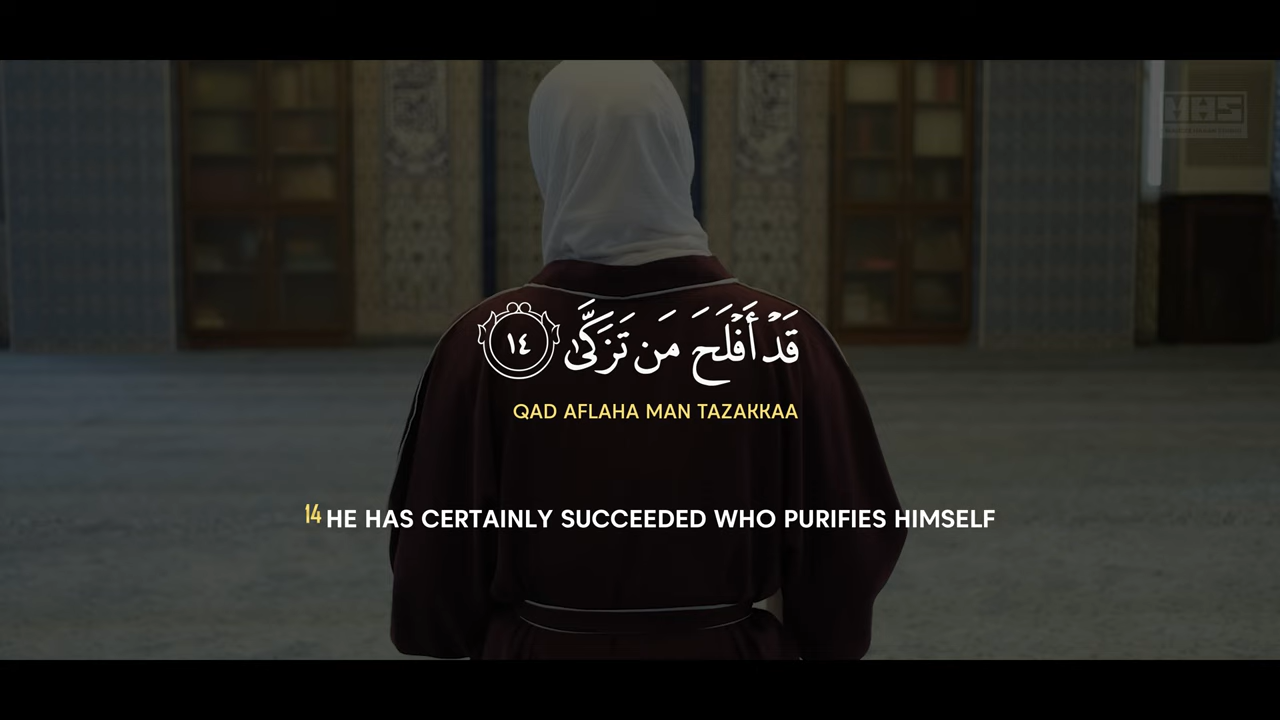 قَدۡ أَفۡلَحَ مَن تَزَكَّىٰ ١٤
QAD AFLAHA MAN TAZAKKAA
14 HE HAS CERTAINLY SUCCEEDED WHO PURIFIES HIMSELF